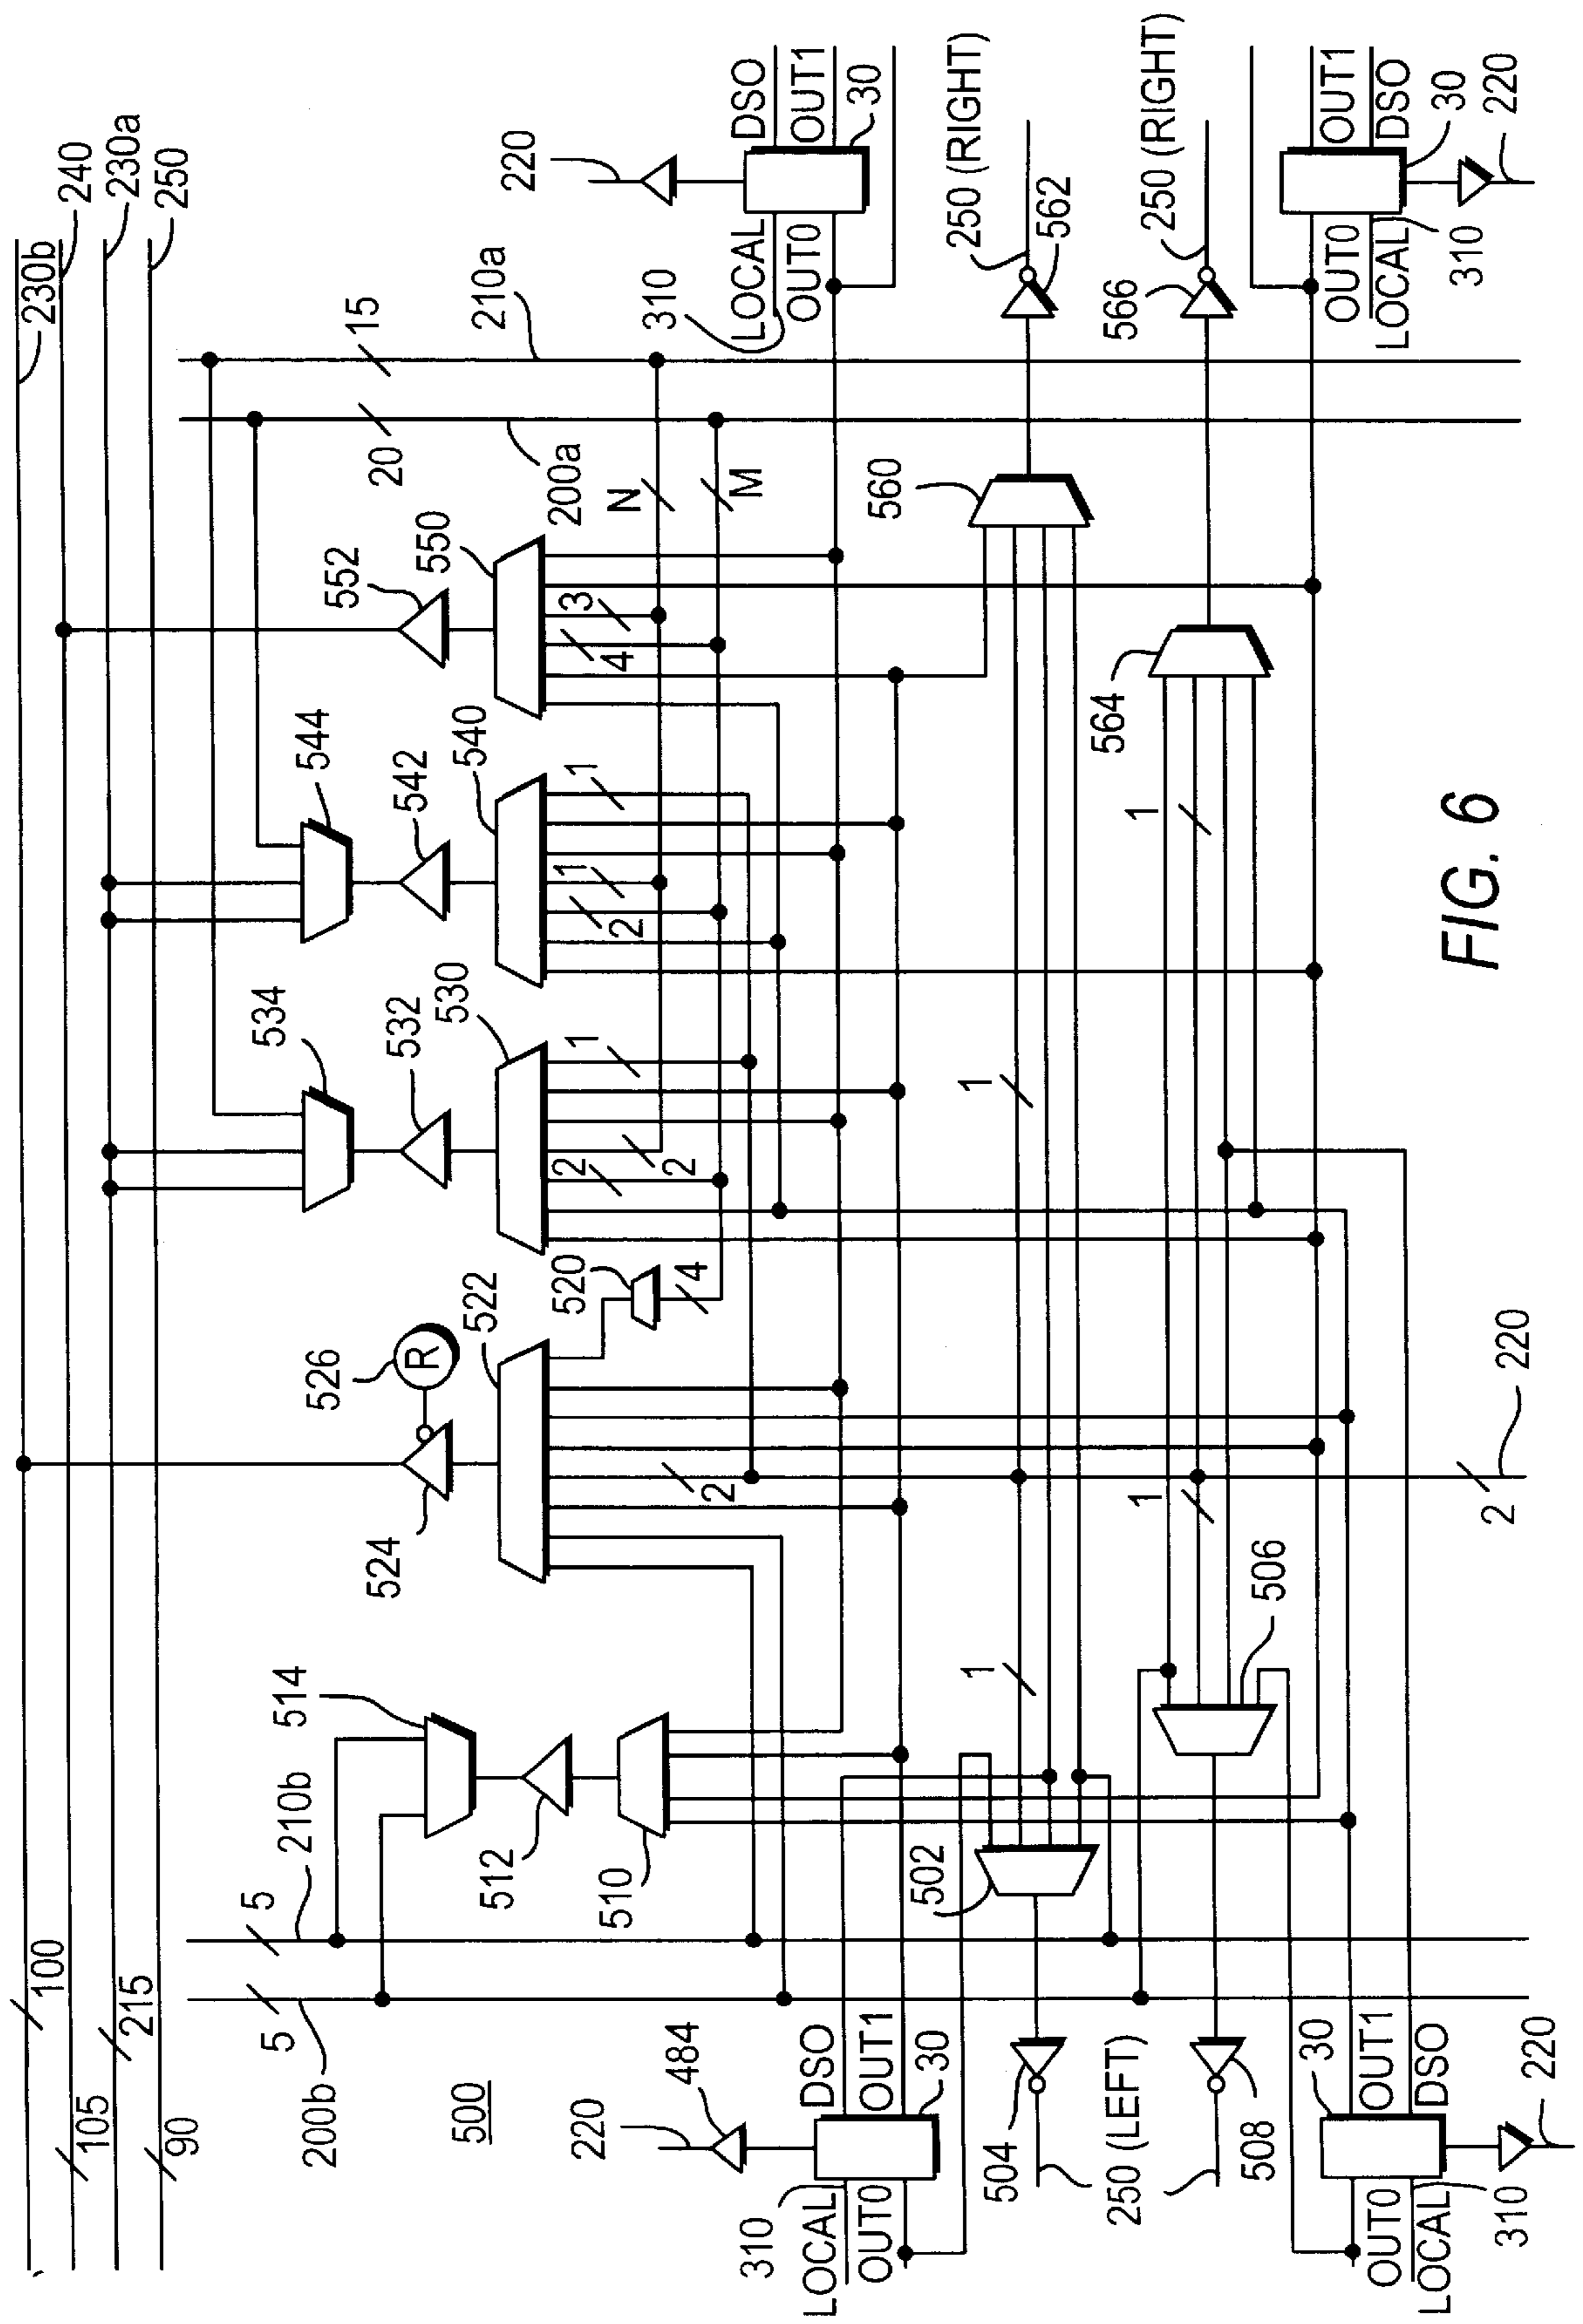 230b
240
230a
250
100
105
215
90
15
20
210a
200a
220
DSO
OUT1
30
LOCAL
OUT0
310
250 (RIGHT)
562
250 (RIGHT)
566
OUT1
30
DSO
220
OUT0
LOCAL
310
N
M
552
550
3
4
560
564
544
542
540
1
1
2
1
534
532
530
1
2
2
1
520
4
526
R
522
524
2
1
220
2
506
1
514
512
510
502
210b
5
5
200b
500
220
484
DSO
OUT1
30
310
LOCAL
OUT0
504
250 (LEFT)
508
30
OUT1
DSO
220
OUT0
LOCAL
310
FIG. 6